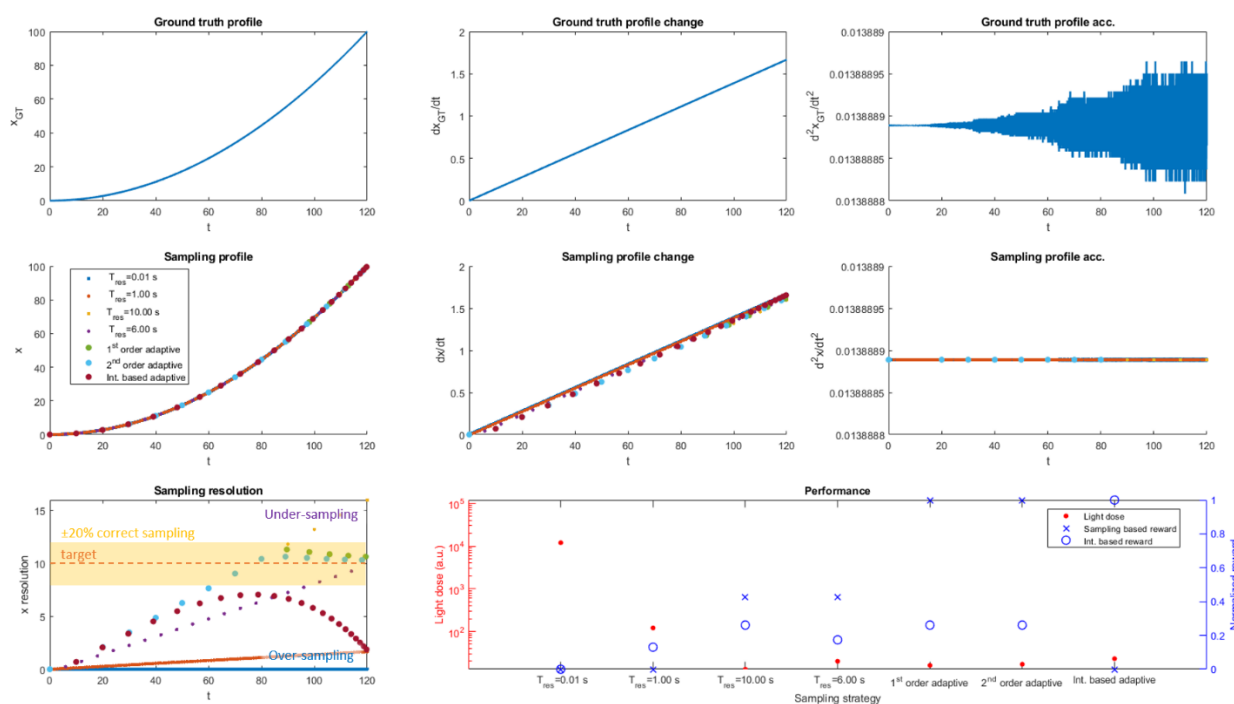 Ground truth profile
100
80
60
40
20
0
x_GT
0 20 40 60 80 100 120
t
Ground truth profile change
2
1.5
1
0.5
0
dx_GT/dt
0 20 40 60 80 100 120
t
Ground truth profile acc.
0.013889
0.01388895
0.0138889
0.01388885
0.0138888
d²x_GT/dt²
0 20 40 60 80 100 120
t
Sampling profile
100
80
60
40
20
0
x
T_res=0.01 s
T_res=1.00 s
T_res=10.00 s
T_res=6.00 s
1st order adaptive
2nd order adaptive
Int. based adaptive
0 20 40 60 80 100 120
t
Sampling profile change
2
1.5
1
0.5
0
dx/dt
0 20 40 60 80 100 120
t
Sampling profile acc.
0.013889
0.01388895
0.0138889
0.01388885
0.0138888
d²x/dt²
0 20 40 60 80 100 120
t
Sampling resolution
15
10
5
0
x resolution
Under-sampling
±20% correct sampling
target
Over-sampling
0 20 40 60 80 100 120
t
Performance
10⁵
10⁴
10³
10²
Light dose (a.u.)
Light dose
Sampling based reward
Int. based reward
1
0.8
0.6
0.4
0.2
0
Normalized reward
T_res=0.01 s T_res=1.00 s T_res=10.00 s T_res=6.00 s 1st order adaptive 2nd order adaptive Int. based adaptive
Sampling strategy